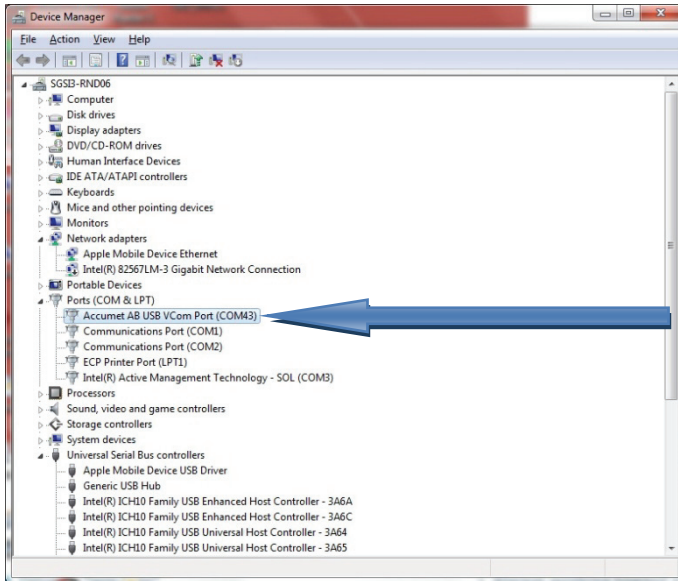 Device Manager
File Action View Help
SGSI3-RND06
Computer
Disk drives
Display adapters
DVD/CD-ROM drives
Human Interface Devices
IDE ATA/ATAPI controllers
Keyboards
Mice and other pointing devices
Monitors
Network adapters
Apple Mobile Device Ethernet
Intel(R) 82567LM-3 Gigabit Network Connection
Portable Devices
Ports (COM & LPT)
Accumet AB USB VCom Port (COM43)
Communications Port (COM1)
Communications Port (COM2)
ECP Printer Port (LPT1)
Intel(R) Active Management Technology - SOL (COM3)
Processors
Sound, video and game controllers
Storage controllers
System devices
Universal Serial Bus controllers
Apple Mobile Device USB Driver
Generic USB Hub
Intel(R) ICH10 Family USB Enhanced Host Controller - 3A6A
Intel(R) ICH10 Family USB Enhanced Host Controller - 3A6C
Intel(R) ICH10 Family USB Universal Host Controller - 3A64
Intel(R) ICH10 Family USB Universal Host Controller - 3A65